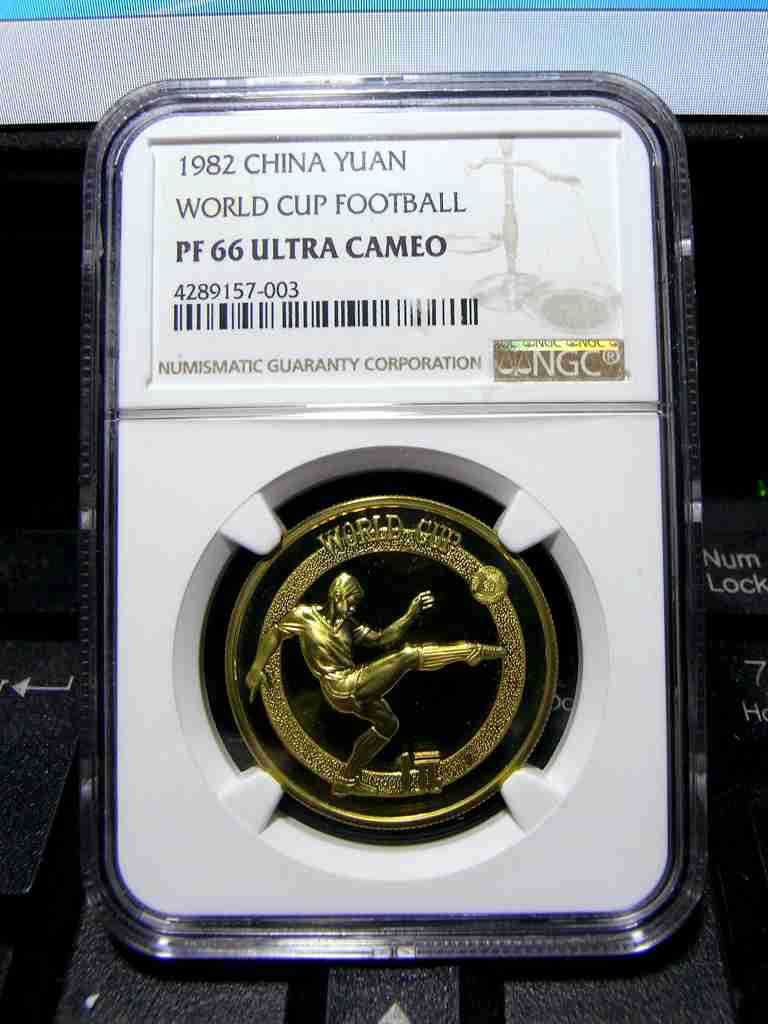 1982 CHINA YUAN
WORLD CUP FOOTBALL
PF 66 ULTRA CAMEO
4289157-003
NUMISMATIC GUARANTY CORPORATION
NGC®
WORLD CUP
Num
Lock
7